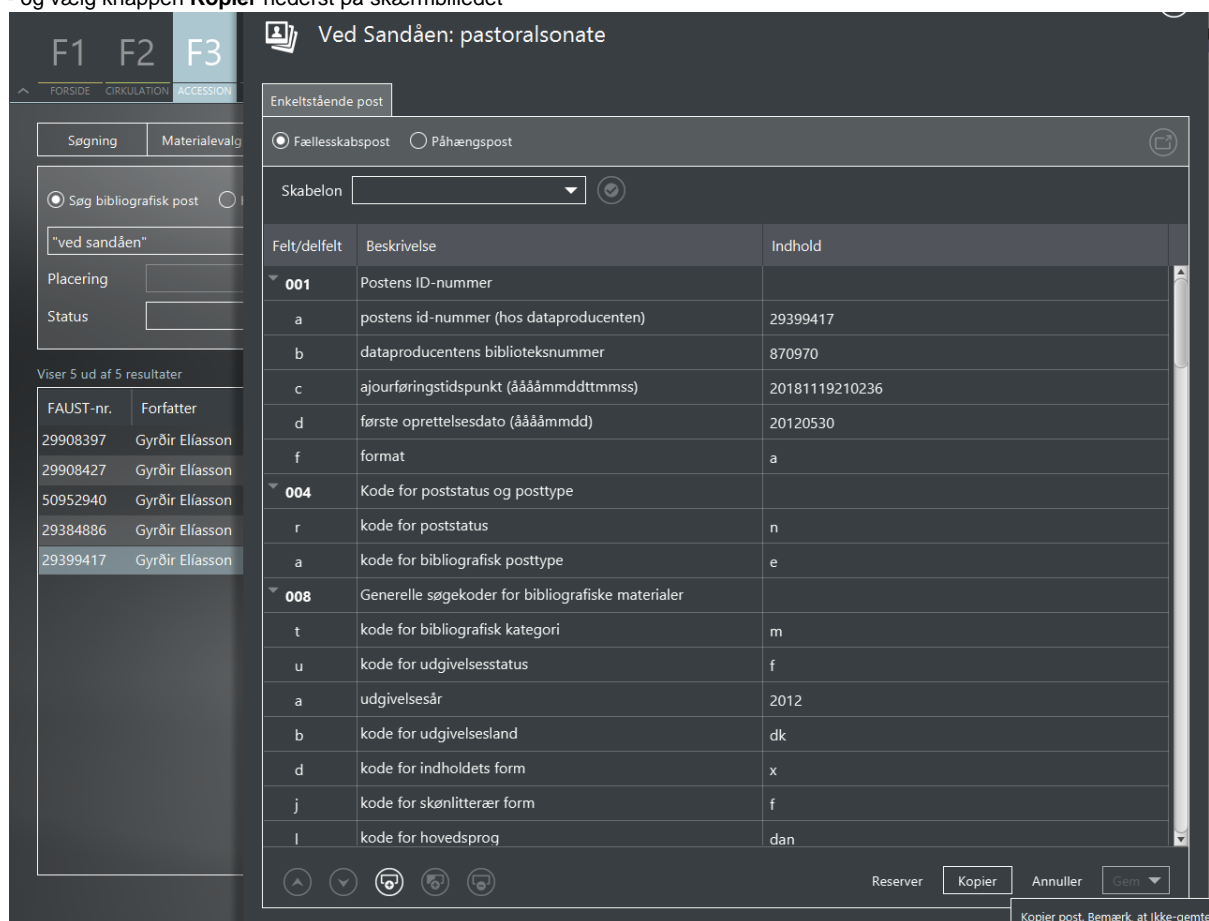 - og vælg knappen Kopier nederst på skærmbilledet
F1 F2 F3
FORSIDE CIRKULATION ACCESSION
Søgning Materialevalg
Søg bibliografisk post
"ved sandåen"
Placering
Status
Viser 5 ud af 5 resultater
FAUST-nr. Forfatter
29908397 Gyrðir Elíasson
29908427 Gyrðir Elíasson
50952940 Gyrðir Elíasson
29384886 Gyrðir Elíasson
29399417 Gyrðir Elíasson
Ved Sandåen: pastoralsonate
Enkeltstående post
Fællesskabspost Påhængspost
Skabelon
Felt/delfelt Beskrivelse Indhold
001 Postens ID-nummer
a postens id-nummer (hos dataproducenten) 29399417
b dataproducentens biblioteksnummer 870970
c ajourføringstidspunkt (ååååmmddttmmss) 20181119210236
d første oprettelsesdato (ååååmmdd) 20120530
f format a
004 Kode for poststatus og posttype
r kode for poststatus n
a kode for bibliografisk posttype e
008 Generelle søgekoder for bibliografiske materialer
t kode for bibliografisk kategori m
u kode for udgivelsesstatus f
a udgivelsesår 2012
b kode for udgivelsesland dk
d kode for indholdets form x
j kode for skønlitterær form f
l kode for hovedsprog dan
Reserver Kopier Annuller Gem
Kopier post. Bemærk, at Ikke-gemte